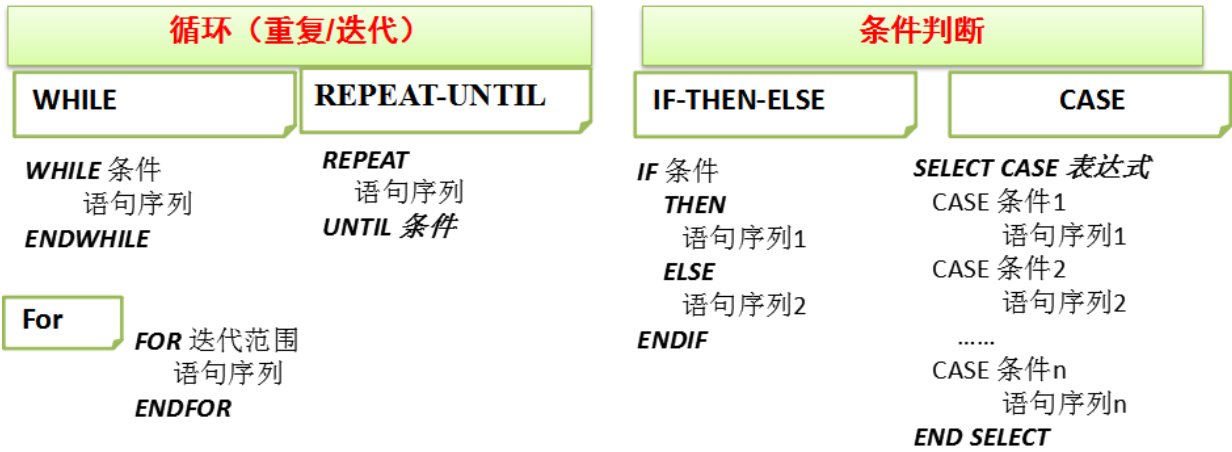 循环（重复/迭代）
WHILE
REPEAT-UNTIL
WHILE 条件
语句序列
ENDWHILE
REPEAT
语句序列
UNTIL 条件
For
FOR 迭代范围
语句序列
ENDFOR
条件判断
IF-THEN-ELSE
CASE
IF 条件
THEN
语句序列1
ELSE
语句序列2
ENDIF
SELECT CASE 表达式
CASE 条件1
语句序列1
CASE 条件2
语句序列2
......
CASE 条件n
语句序列n
END SELECT